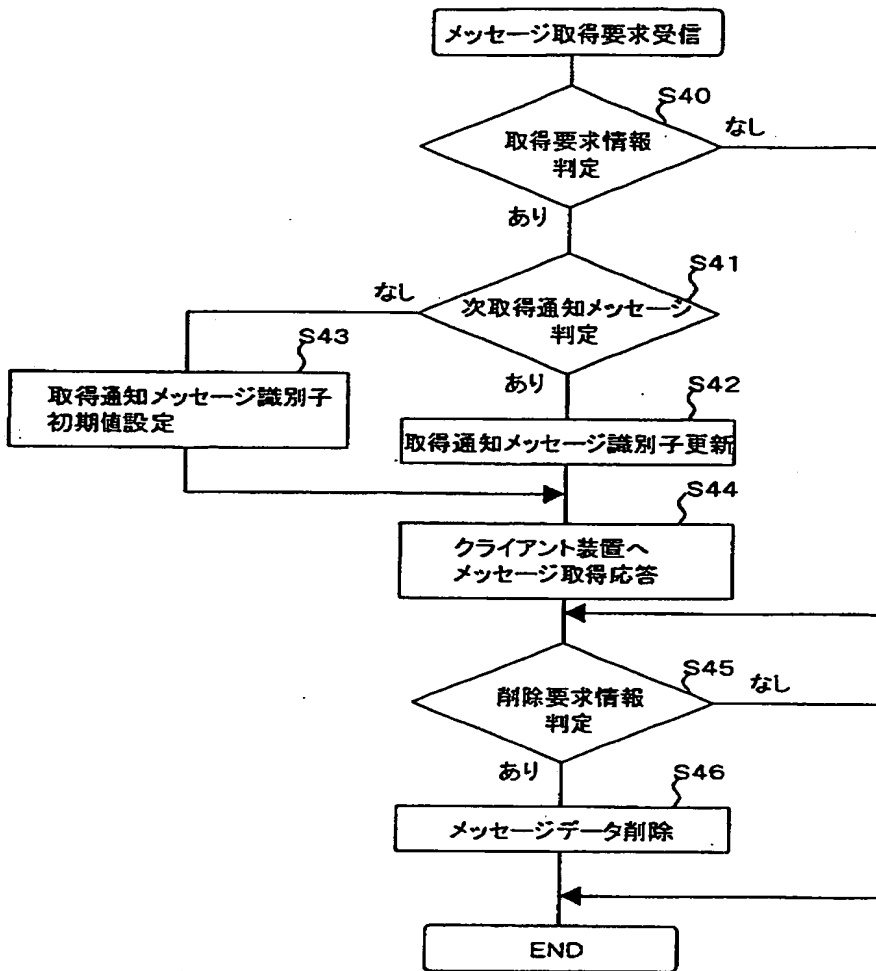 メッセージ取得要求受信
S40
取得要求情報
判定
なし
あり
S41
次取得通知メッセージ
判定
なし
あり
S43
取得通知メッセージ識別子
初期値設定
S42
取得通知メッセージ識別子更新
S44
クライアント装置へ
メッセージ取得応答
S45
削除要求情報
判定
なし
あり
S46
メッセージデータ削除
END